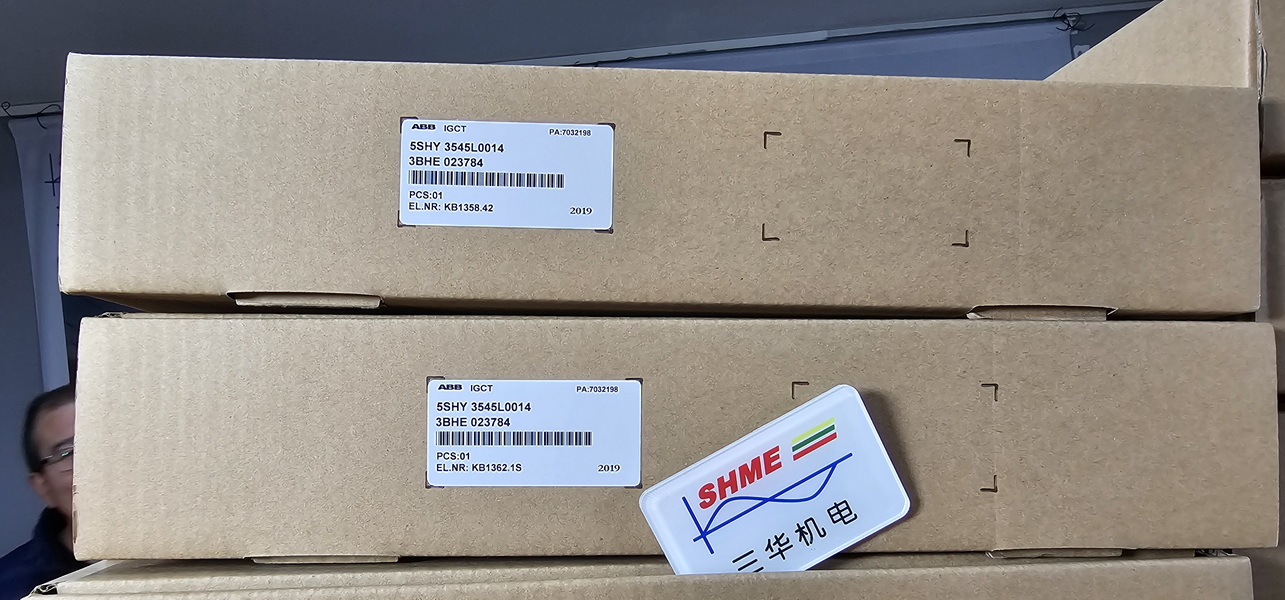 ABB IGCT PA:7032198
5SHY 3545L0014
3BHE 023784
PCS:01
EL.NR: KB1358.42 2019
ABB IGCT PA:7032198
5SHY 3545L0014
3BHE 023784
PCS:01
EL.NR: KB1362.1S 2019
SHME
三华机电